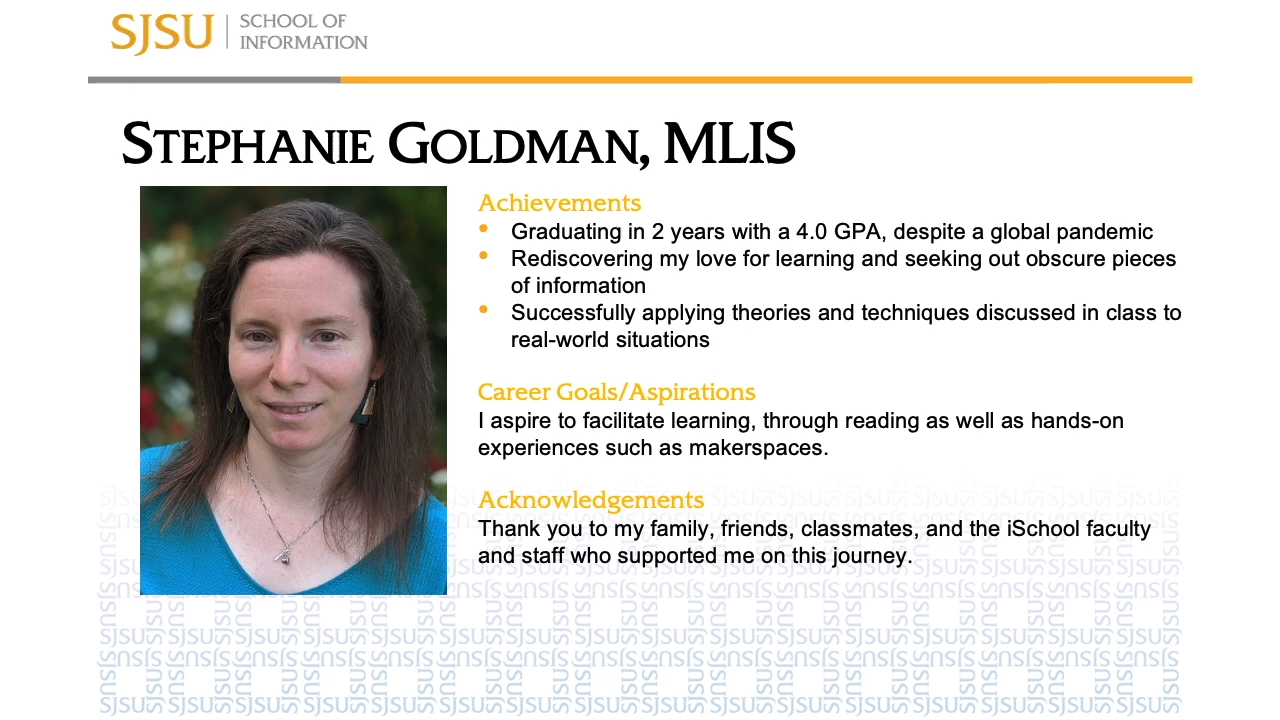 SJSU
SCHOOL OF
INFORMATION
STEPHANIE GOLDMAN, MLIS
Achievements
• Graduating in 2 years with a 4.0 GPA, despite a global pandemic
• Rediscovering my love for learning and seeking out obscure pieces
of information
• Successfully applying theories and techniques discussed in class to
real-world situations
Career Goals/Aspirations
I aspire to facilitate learning, through reading as well as hands-on
experiences such as makerspaces.
Acknowledgements
Thank you to my family, friends, classmates, and the iSchool faculty
and staff who supported me on this journey.